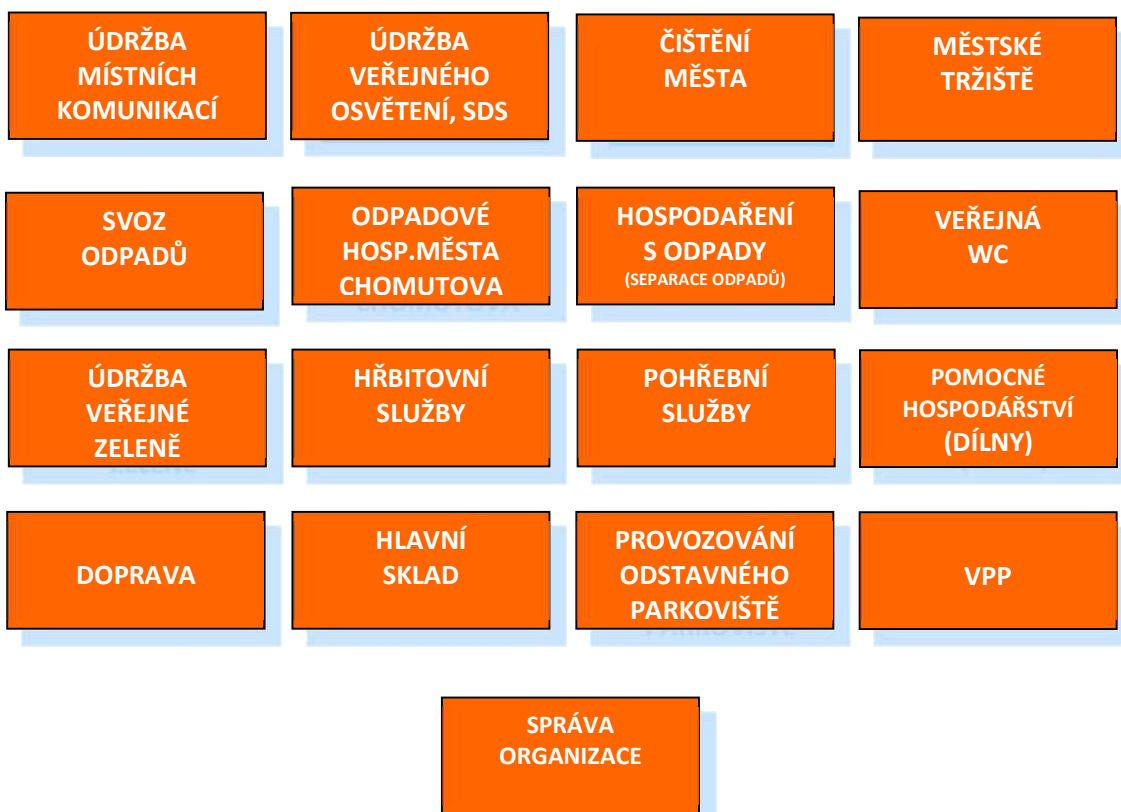 ÚDRŽBA
MÍSTNÍCH
KOMUNIKACÍ
ÚDRŽBA
VEŘEJNÉHO
OSVĚTENÍ, SDS
ČIŠTĚNÍ
MĚSTA
MĚSTSKÉ
TRŽIŠTĚ
SVOZ
ODPADŮ
ODPADOVÉ
HOSP.MĚSTA
CHOMUTOVA
HOSPODAŘENÍ
S ODPADY
(SEPARACE ODPADŮ)
VEŘEJNÁ
WC
ÚDRŽBA
VEŘEJNÉ
ZELENĚ
HŘBITOVNÍ
SLUŽBY
POHŘEBNÍ
SLUŽBY
POMOCNÉ
HOSPODÁŘSTVÍ
(DÍLNY)
DOPRAVA
HLAVNÍ
SKLAD
PROVOZOVÁNÍ
ODSTAVNÉHO
PARKOVIŠTĚ
VPP
SPRÁVA
ORGANIZACE